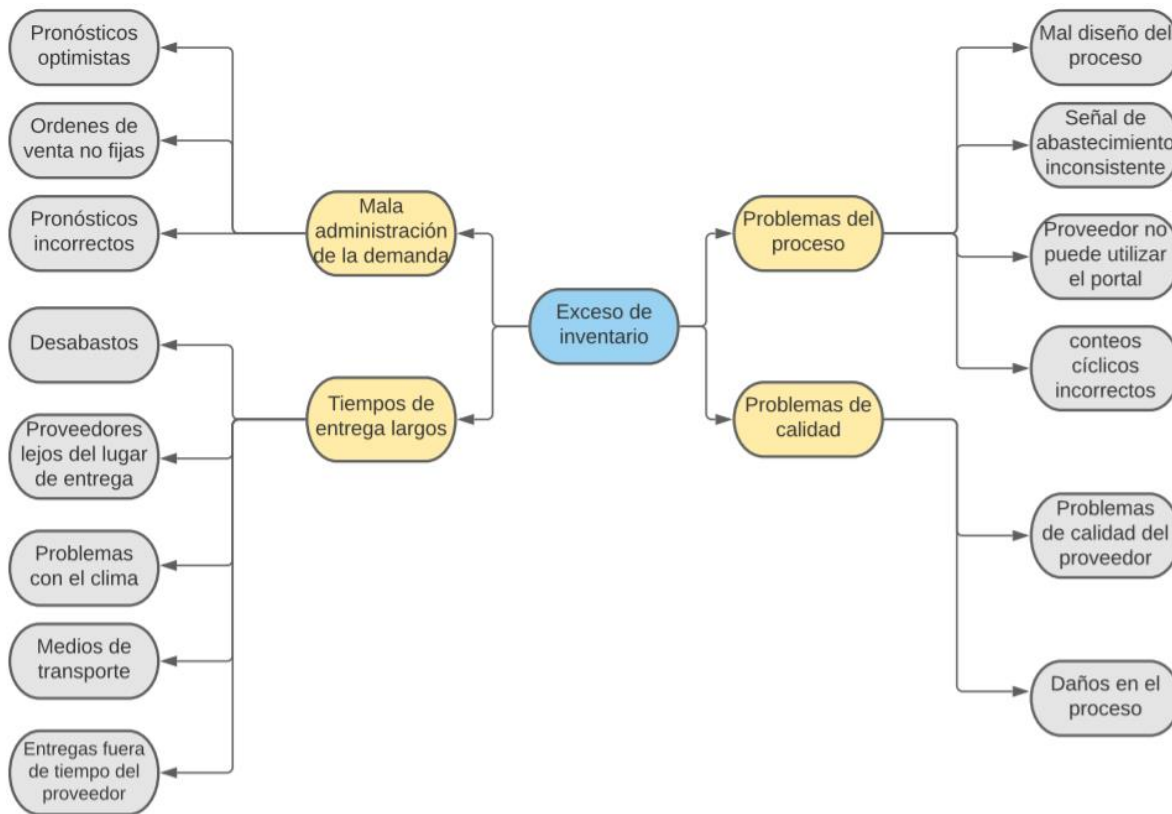 Pronósticos
optimistas
Ordenes de
venta no fijas
Pronósticos
incorrectos
Desabastos
Proveedores
lejos del lugar
de entrega
Problemas
con el clima
Medios de
transporte
Entregas fuera
de tiempo del
proveedor
Mala
administración
de la demanda
Tiempos de
entrega largos
Exceso de
inventario
Problemas del
proceso
Problemas de
calidad
Mal diseño del
proceso
Señal de
abastecimiento
inconsistente
Proveedor no
puede utilizar
el portal
conteos
cíclicos
incorrectos
Problemas
de calidad del
proveedor
Daños en el
proceso